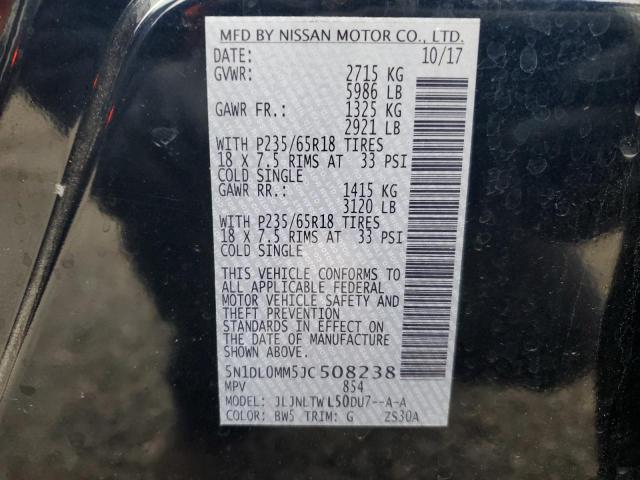 MFD BY NISSAN MOTOR CO., LTD.
DATE: 10/17
GVWR: 2715 KG
5986 LB
GAWR FR.: 1325 KG
2921 LB
WITH P235/65R18 TIRES
18 X 7.5 RIMS AT 33 PSI
COLD SINGLE
GAWR RR.: 1415 KG
3120 LB
WITH P235/65R18 TIRES
18 X 7.5 RIMS AT 33 PSI
COLD SINGLE
THIS VEHICLE CONFORMS TO
ALL APPLICABLE FEDERAL
MOTOR VEHICLE SAFETY AND
THEFT PREVENTION
STANDARDS IN EFFECT ON
THE DATE OF MANUFACTURE
SHOWN ABOVE.
5N1DL0MM5JC508238
MPV 854
MODEL: JLJNLTWL50DU7--A-A
COLOR: BW5 TRIM: G ZS30A